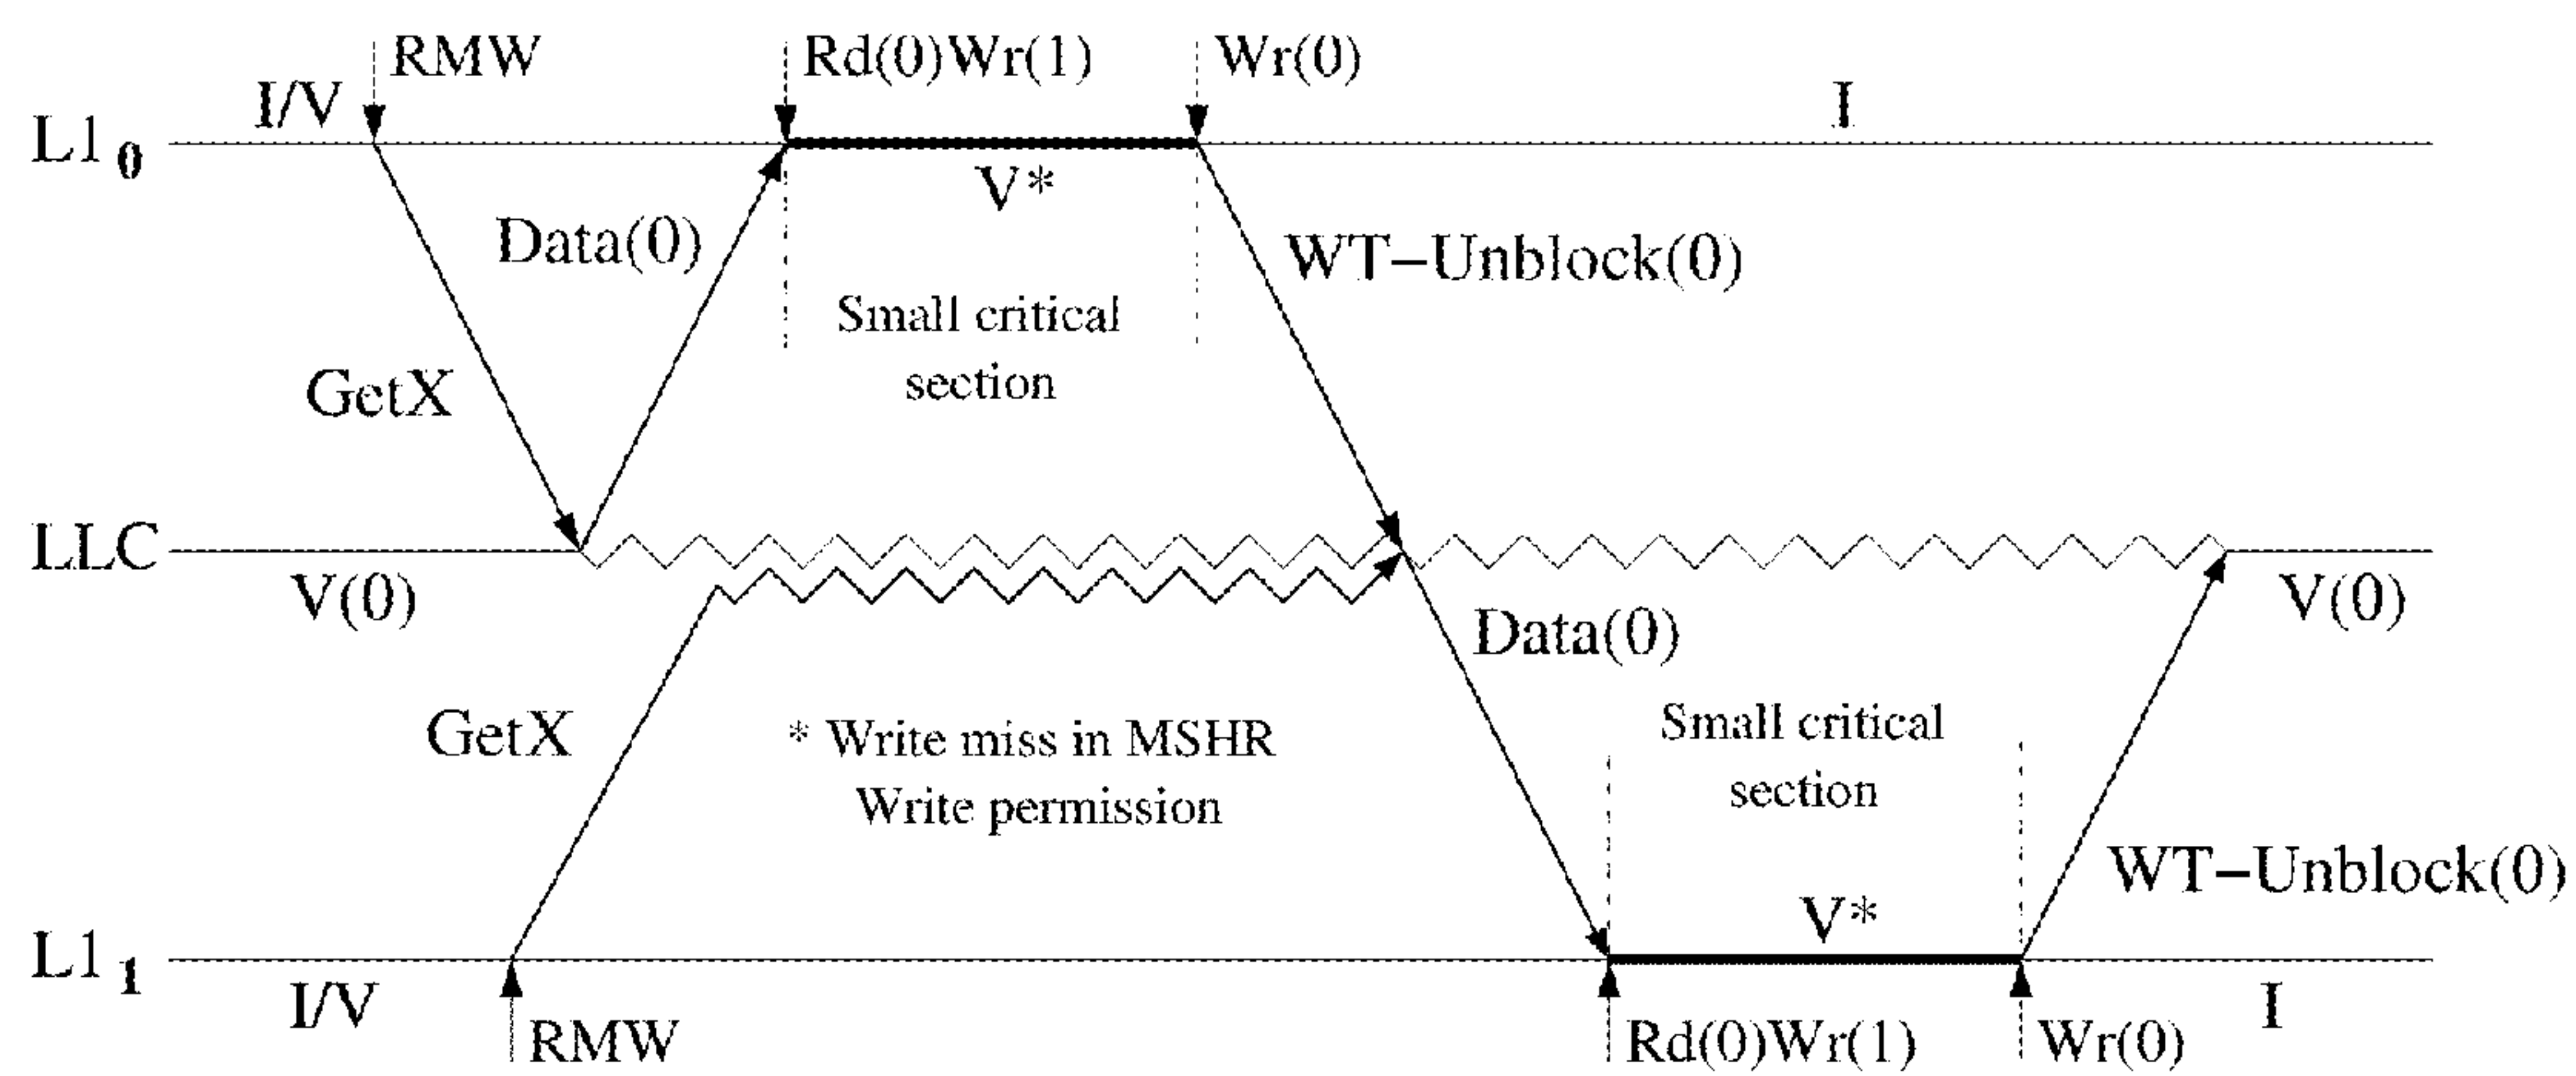 RMW
Rd(0)Wr(1)
Wr(0)
I/V
I
L1 0
V*
Data(0)
WT–Unblock(0)
Small critical
section
GetX
LLC
V(0)
V(0)
Data(0)
GetX
* Write miss in MSHR
Write permission
Small critical
section
WT–Unblock(0)
V*
L1 1
I/V
I
RMW
Rd(0)Wr(1)
Wr(0)